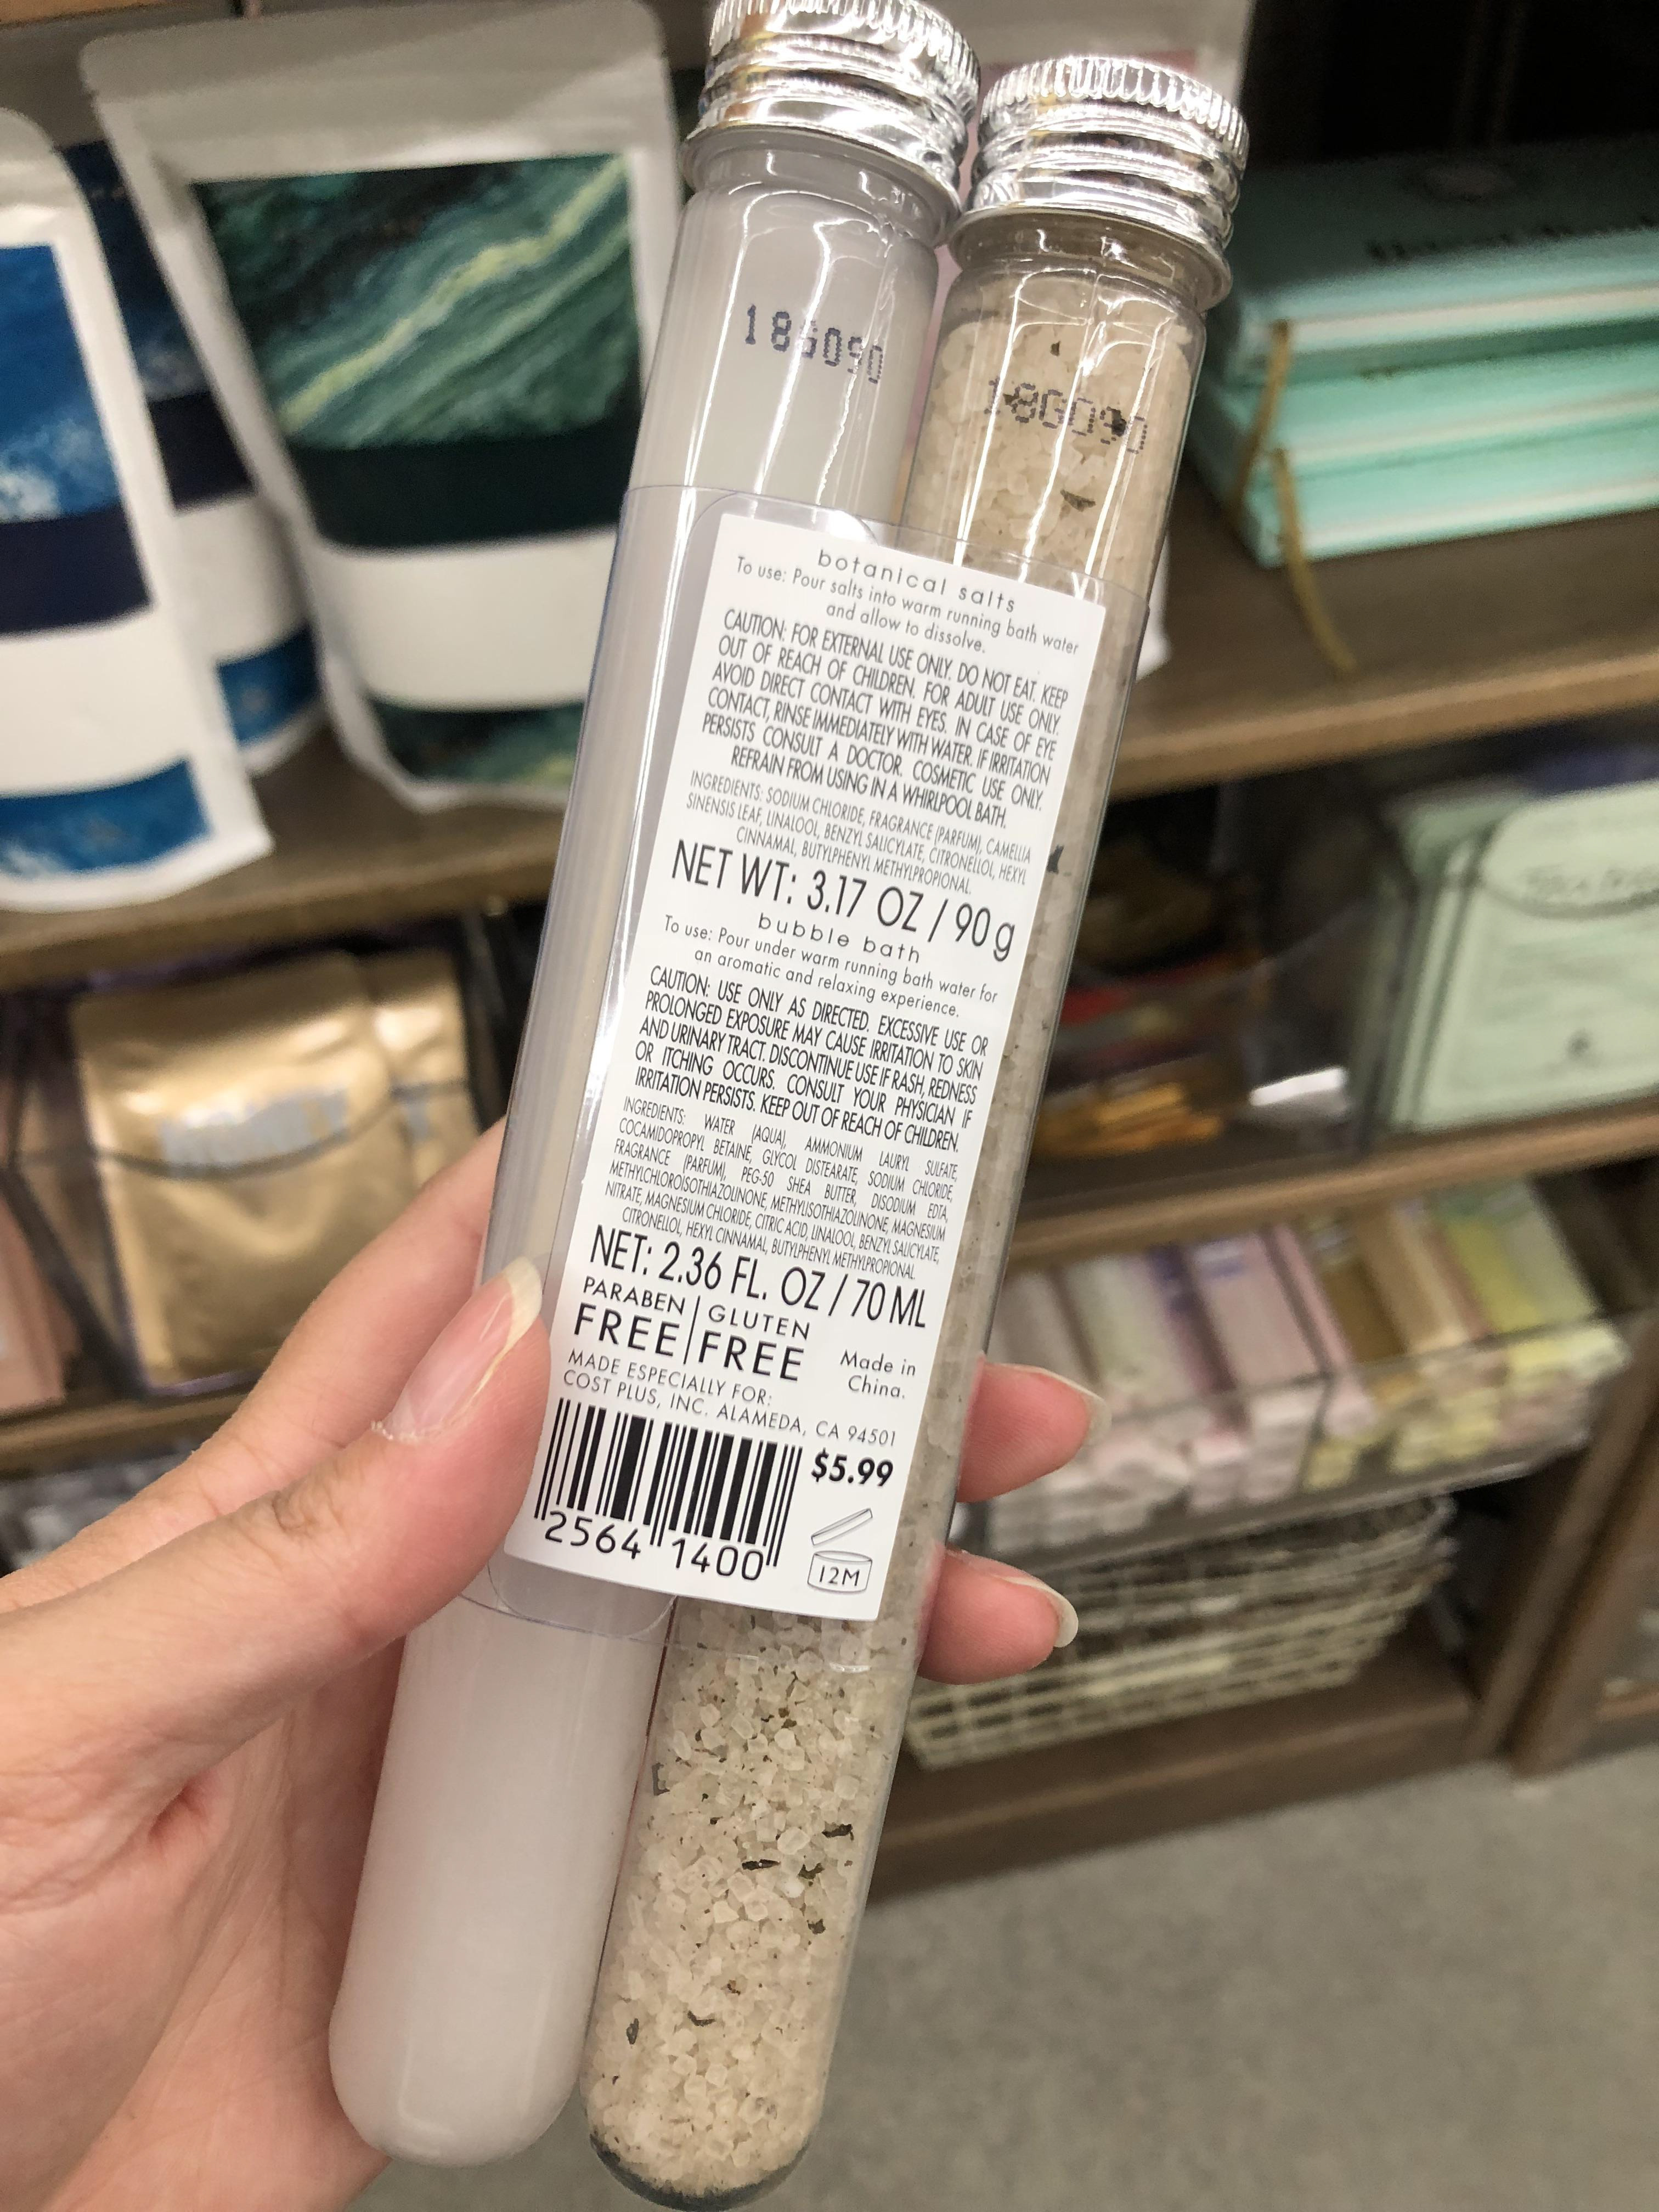 botanical salts
To use: Pour salts into warm running bath water
and allow to dissolve.
CAUTION: FOR EXTERNAL USE ONLY. DO NOT EAT. KEEP
OUT OF REACH OF CHILDREN. FOR ADULT USE ONLY.
AVOID DIRECT CONTACT WITH EYES. IN CASE OF EYE
CONTACT, RINSE IMMEDIATELY WITH WATER. IF IRRITATION
PERSISTS CONSULT A DOCTOR. COSMETIC USE ONLY.
REFRAIN FROM USING IN A WHIRLPOOL BATH.
INGREDIENTS: SODIUM CHLORIDE, FRAGRANCE (PARFUM), CAMELLIA
SINENSIS LEAF, LINALOOL, BENZYL SALICYLATE, CITRONELLOL, HEXYL
CINNAMAL, BUTYLPHENYL METHYLPROPIONAL.
NET WT: 3.17 OZ / 90 g
bubble bath
To use: Pour under warm running bath water for
an aromatic and relaxing experience.
CAUTION: USE ONLY AS DIRECTED. EXCESSIVE USE OR
PROLONGED EXPOSURE MAY CAUSE IRRITATION TO SKIN
AND URINARY TRACT. DISCONTINUE USE IF RASH, REDNESS
OR ITCHING OCCURS. CONSULT YOUR PHYSICIAN IF
IRRITATION PERSISTS. KEEP OUT OF REACH OF CHILDREN.
INGREDIENTS: WATER (AQUA), AMMONIUM LAURYL SULFATE,
COCAMIDOPROPYL BETAINE, GLYCOL DISTEARATE, SODIUM CHLORIDE,
FRAGRANCE (PARFUM), PEG-50 SHEA BUTTER, DISODIUM EDTA,
METHYLCHLOROISOTHIAZOLINONE, METHYLISOTHIAZOLINONE, MAGNESIUM
NITRATE, MAGNESIUM CHLORIDE, CITRIC ACID, LINALOOL, BENZYL SALICYLATE,
CITRONELLOL, HEXYL CINNAMAL, BUTYLPHENYL METHYLPROPIONAL.
NET: 2.36 FL. OZ / 70 ML
PARABEN FREE | GLUTEN FREE
Made in
China.
MADE ESPECIALLY FOR:
COST PLUS, INC. ALAMEDA, CA 94501
$5.99
2564 1400
12M